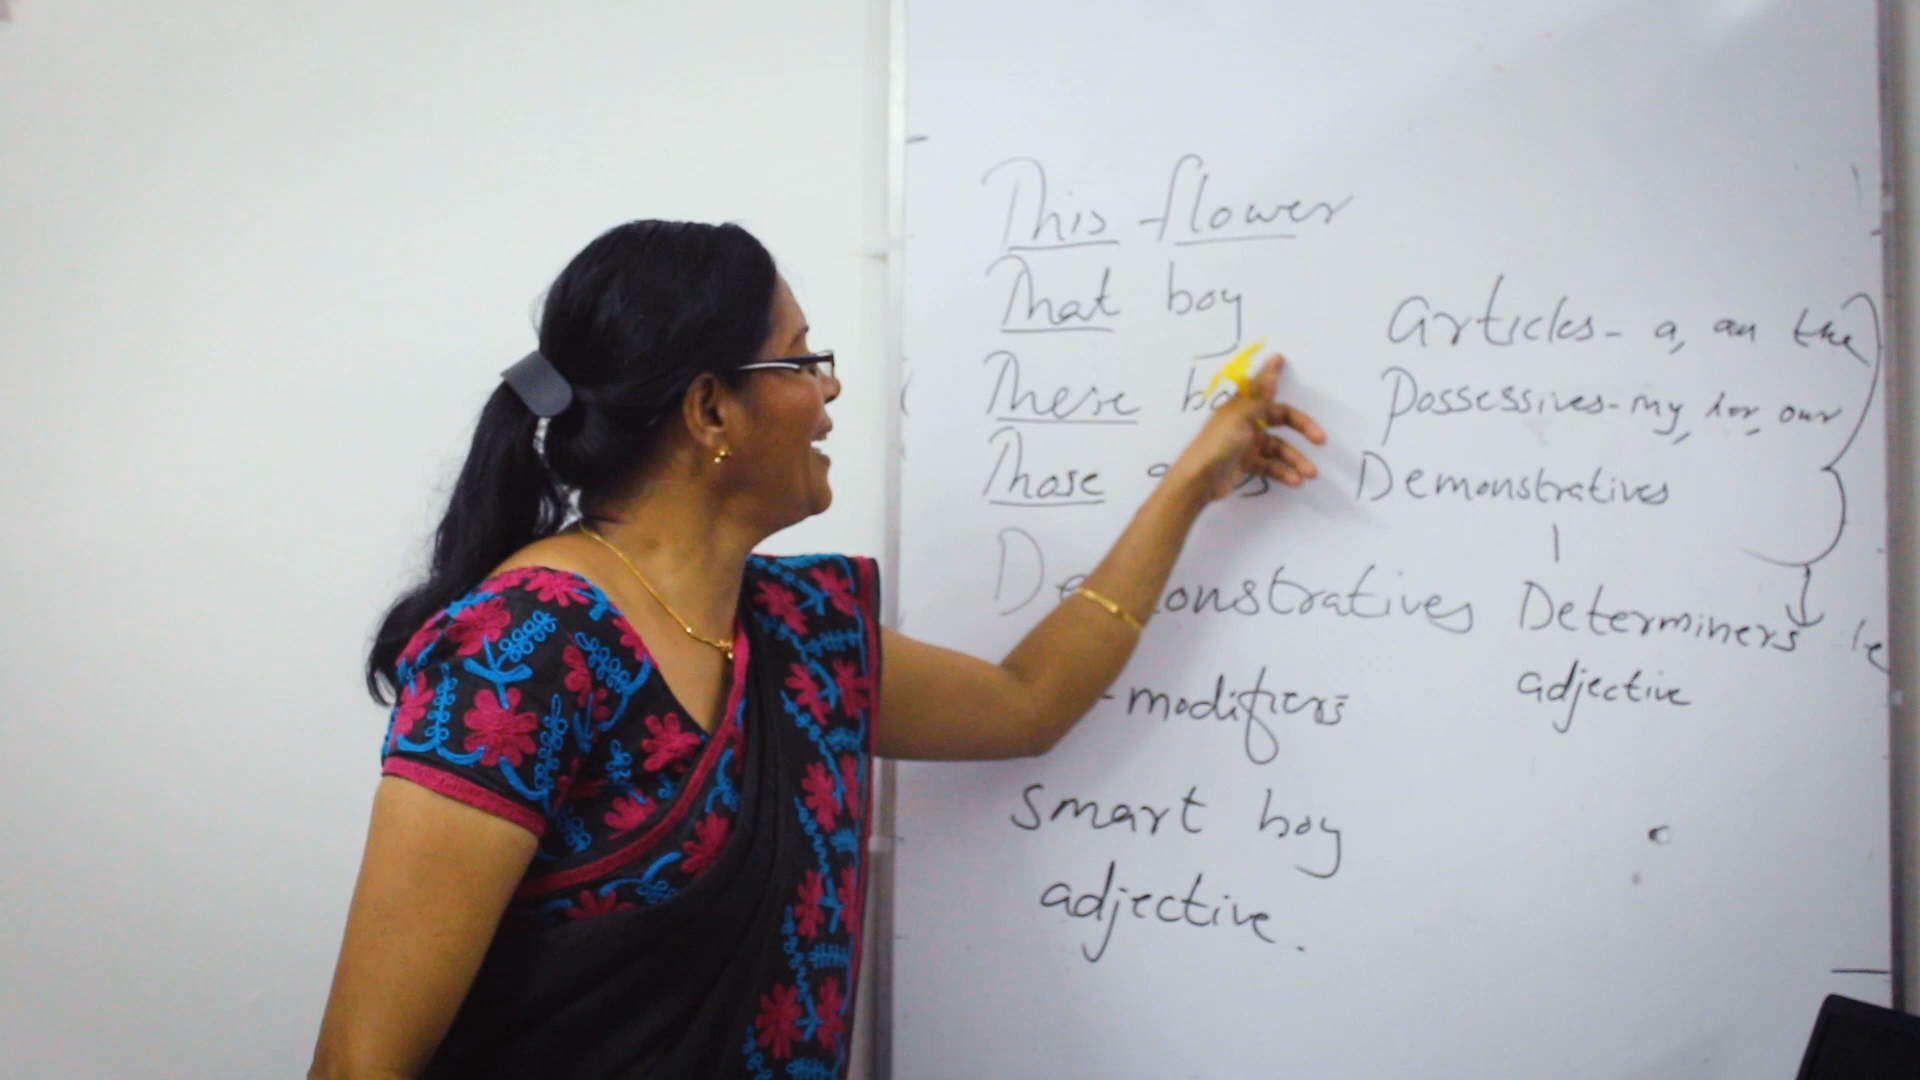 This flower
That boy
These
Those
Demonstratives
- modifiers
smart boy
adjective.
Articles - a, an the
Possessives - my, her, our
Demonstratives
Determiners
adjective